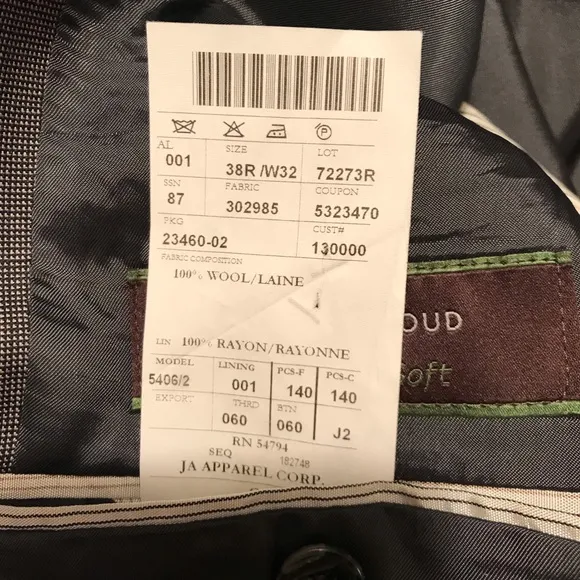 AL SIZE LOT
001 38R /W32 72273R
SSN FABRIC COUPON
87 302985 5323470
PKG CUST#
23460-02 130000
FABRIC COMPOSITION
100% WOOL/LAINE
OUD
LIN 100% RAYON/RAYONNE
soft
MODEL LINING PCS-F PCS-C
5406/2 001 140 140
EXPORT THRD BTN
060 060 J2
RN 54794
SEQ 182748
JA APPAREL CORP.